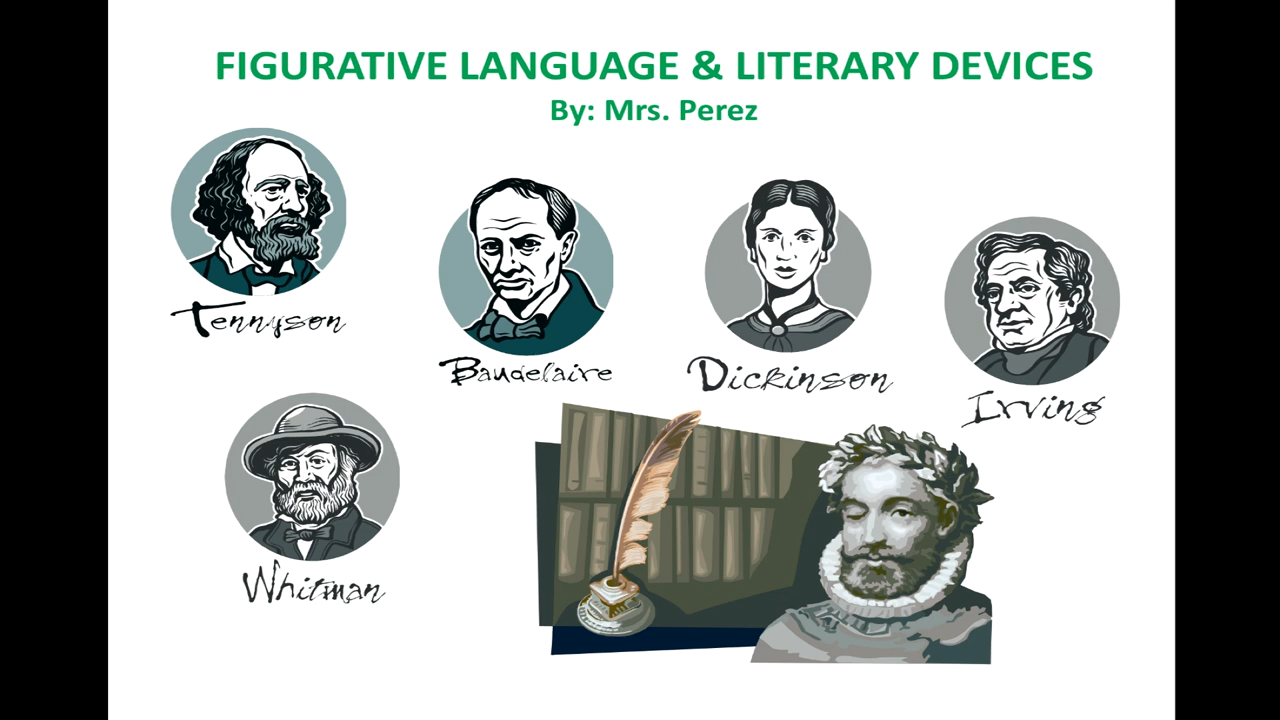 FIGURATIVE LANGUAGE & LITERARY DEVICES
By: Mrs. Perez
Tennyson
Baudelaire
Dickinson
Irving
Whitman